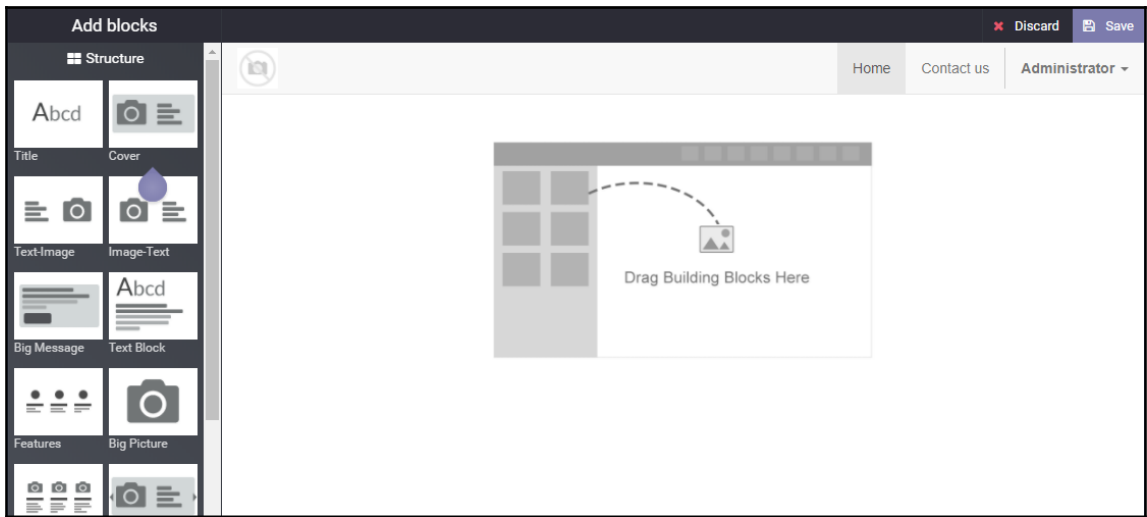 Add blocks
Discard Save
Structure
Home Contact us Administrator
Abcd
Title Cover
Text-Image Image-Text
Abcd
Big Message Text Block
Features Big Picture
Drag Building Blocks Here